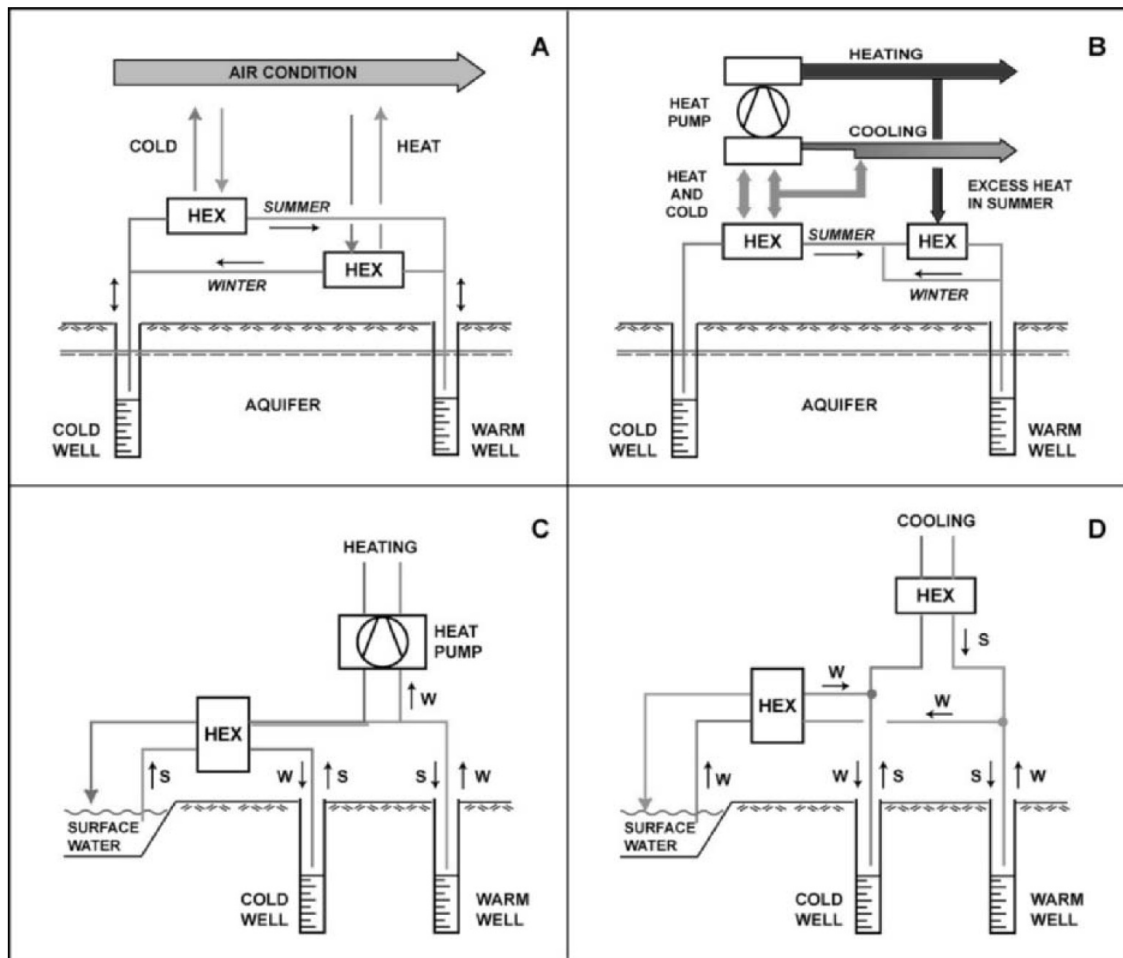 A
AIR CONDITION
COLD
HEAT
HEX
SUMMER
HEX
WINTER
AQUIFER
COLD
WELL
WARM
WELL
B
HEATING
HEAT
PUMP
COOLING
HEAT
AND
COLD
EXCESS HEAT
IN SUMMER
HEX
SUMMER
HEX
WINTER
AQUIFER
COLD
WELL
WARM
WELL
C
HEATING
HEAT
PUMP
W
HEX
S
W
S
S
W
SURFACE
WATER
COLD
WELL
WARM
WELL
D
COOLING
HEX
S
W
HEX
W
W
W
S
S
W
SURFACE
WATER
COLD
WELL
WARM
WELL